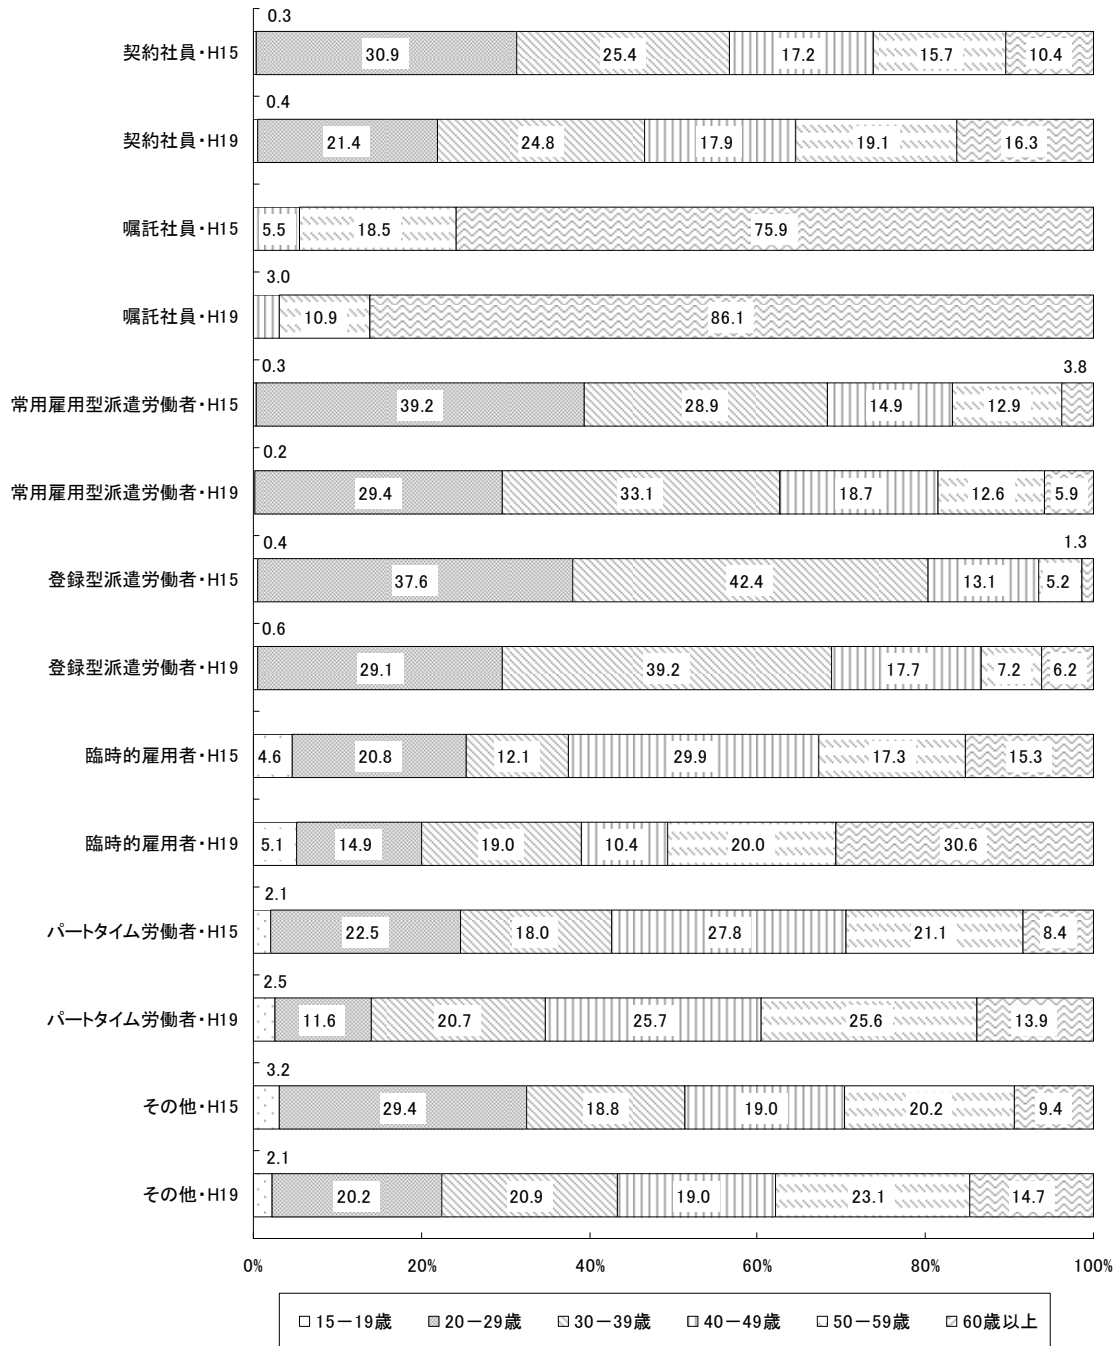 0.3
契約社員・H15 30.9 25.4 17.2 15.7 10.4
0.4
契約社員・H19 21.4 24.8 17.9 19.1 16.3
嘱託社員・H15 5.5 18.5 75.9
3.0
嘱託社員・H19 10.9 86.1
0.3 3.8
常用雇用型派遣労働者・H15 39.2 28.9 14.9 12.9
0.2
常用雇用型派遣労働者・H19 29.4 33.1 18.7 12.6 5.9
0.4 1.3
登録型派遣労働者・H15 37.6 42.4 13.1 5.2
0.6
登録型派遣労働者・H19 29.1 39.2 17.7 7.2 6.2
臨時的雇用者・H15 4.6 20.8 12.1 29.9 17.3 15.3
臨時的雇用者・H19 5.1 14.9 19.0 10.4 20.0 30.6
2.1
パートタイム労働者・H15 22.5 18.0 27.8 21.1 8.4
2.5
パートタイム労働者・H19 11.6 20.7 25.7 25.6 13.9
3.2
その他・H15 29.4 18.8 19.0 20.2 9.4
2.1
その他・H19 20.2 20.9 19.0 23.1 14.7
0% 20% 40% 60% 80% 100%
15－19歳 20－29歳 30－39歳 40－49歳 50－59歳 60歳以上